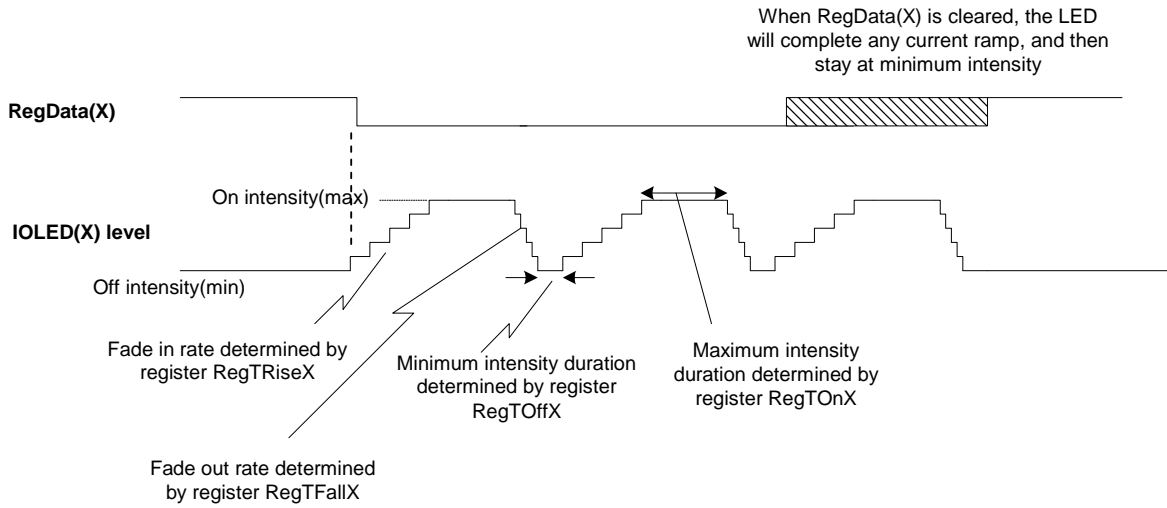 When RegData(X) is cleared, the LED
will complete any current ramp, and then
stay at minimum intensity
RegData(X)
On intensity(max)
IOLED(X) level
Off intensity(min)
Fade in rate determined by
register RegTRiseX
Minimum intensity duration
determined by register
RegTOffX
Maximum intensity
duration determined by
register RegTOnX
Fade out rate determined
by register RegTFallX